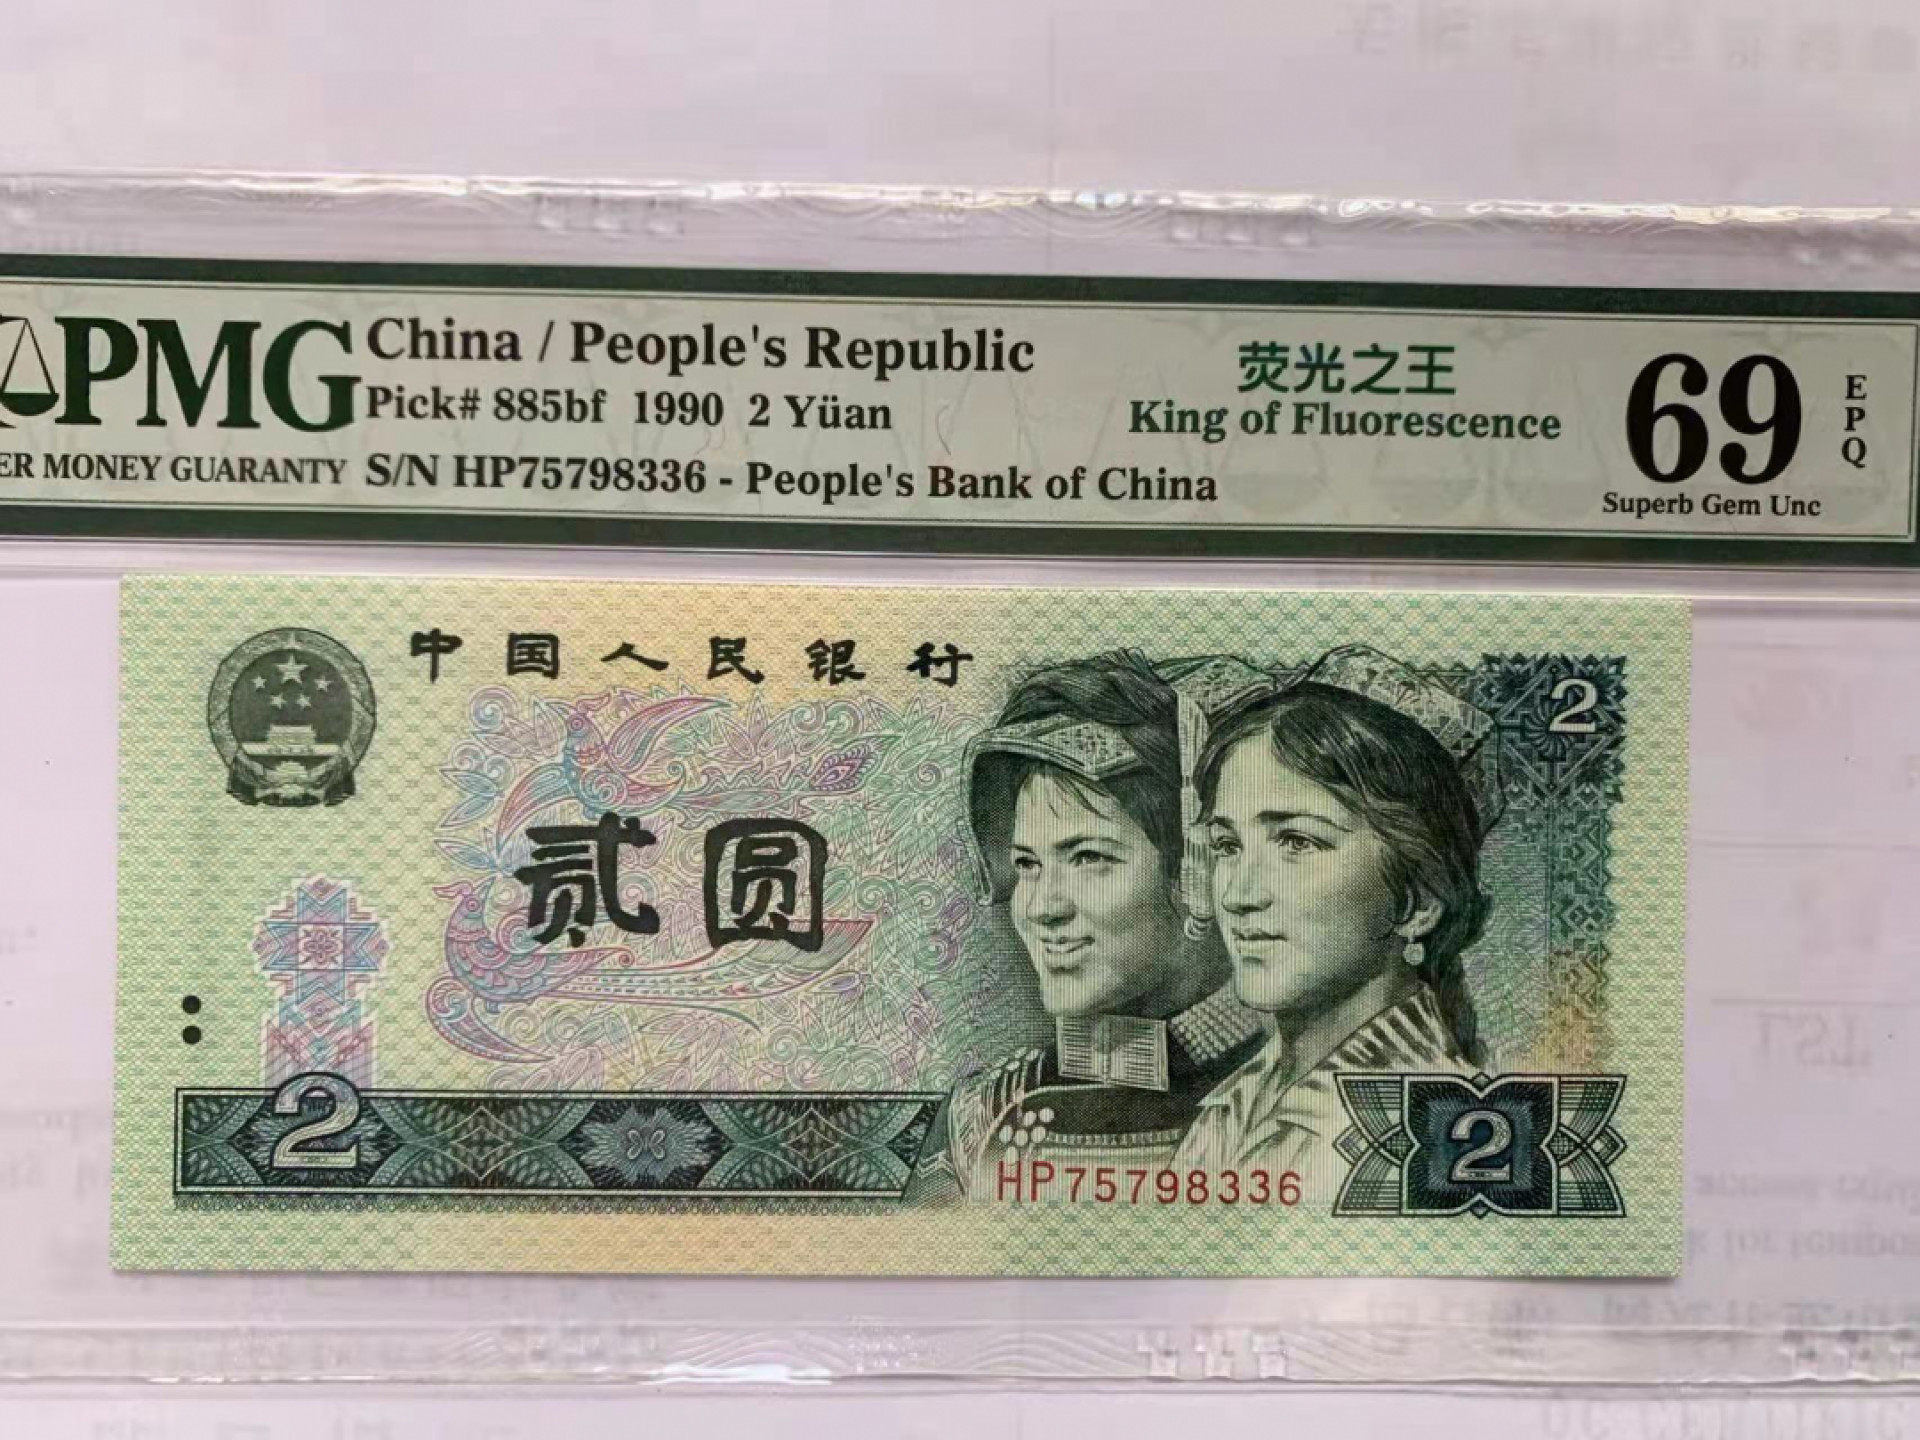 PMG
China / People's Republic
Pick# 885bf 1990 2 Yüan
ER MONEY GUARANTY
S/N HP75798336 - People's Bank of China
荧光之王
King of Fluorescence
69
EPQ
Superb Gem Unc
中国人民银行
2
贰圆
2
HP75798336
2